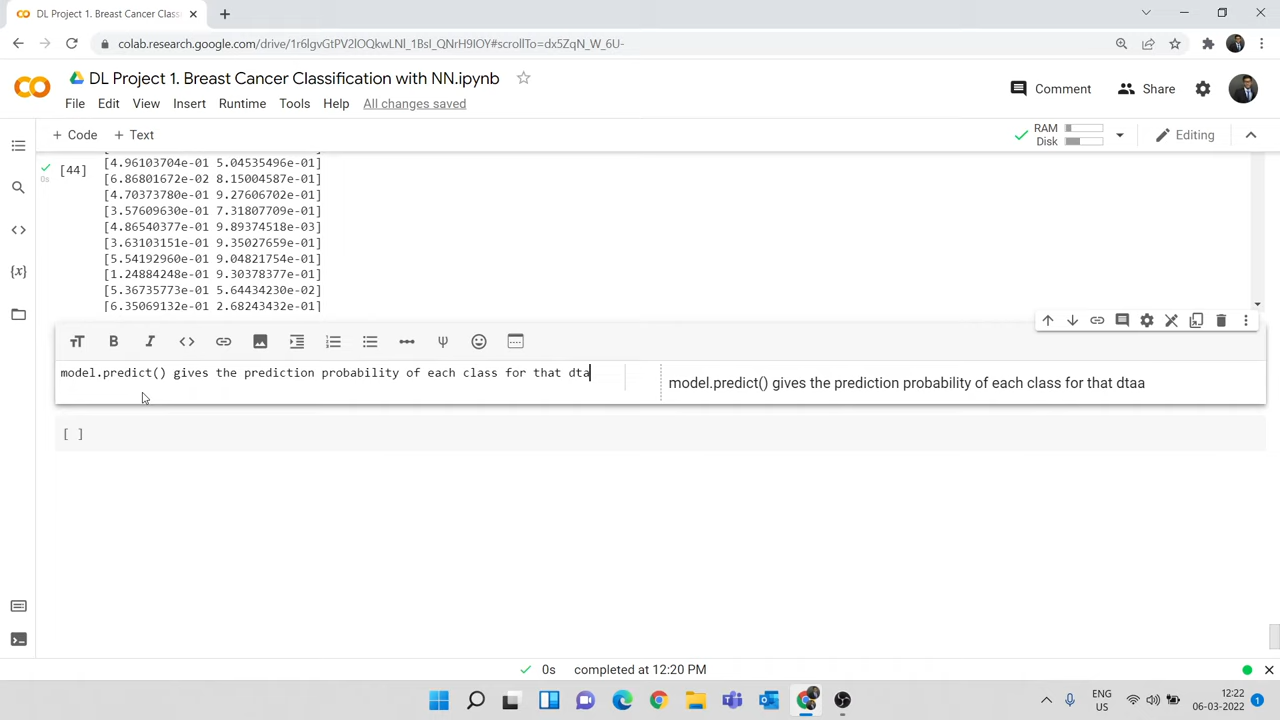 DL Project 1. Breast Cancer Class
colab.research.google.com/drive/1r6lgvGtPV2lOQkwLNl_1BsI_QNrH9IOY#scrollTo=dx5ZqN_W_6U-
DL Project 1. Breast Cancer Classification with NN.ipynb
Comment
Share
File Edit View Insert Runtime Tools Help All changes saved
+ Code + Text
RAM
Disk
Editing
[4.96103704e-01 5.04535496e-01]
[44]
0s
[6.86801672e-02 8.15004587e-01]
[4.70373780e-01 9.27606702e-01]
[3.57609630e-01 7.31807709e-01]
[4.86540377e-01 9.89374518e-03]
[3.63103151e-01 9.35027659e-01]
[5.54192960e-01 9.04821754e-01]
[1.24884248e-01 9.30378377e-01]
[5.36735773e-01 5.64434230e-02]
[6.35069132e-01 2.68243432e-01]
model.predict() gives the prediction probability of each class for that dta
model.predict() gives the prediction probability of each class for that dtaa
[ ]
0s completed at 12:20 PM
ENG
US
12:22
06-03-2022
1